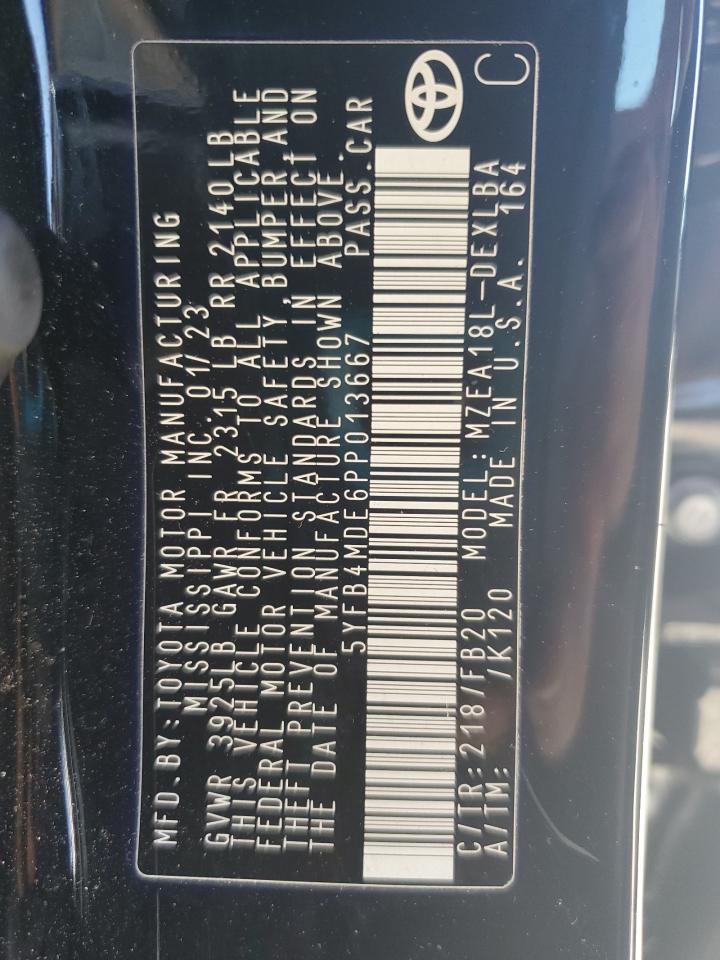 MFD.BY:TOYOTA MOTOR MANUFACTURING
MISSISSIPPI INC.01/23
GVWR 3925LB GAWR FR 2315 LB RR 2140LB
THIS VEHICLE CONFORMS TO ALL APPLICABLE
FEDERAL MOTOR VEHICLE SAFETY, BUMPER, AND
THEFT PREVENTION STANDARDS IN EFFECT ON
THE DATE OF MANUFACTURE SHOWN ABOVE.
5YFB4MDE6PP013667 PASS.CAR
C/TR:218/FB20 MODEL:MZEA18L-DEXLBA
A/TM: /K120 MADE IN U.S.A. 164
C